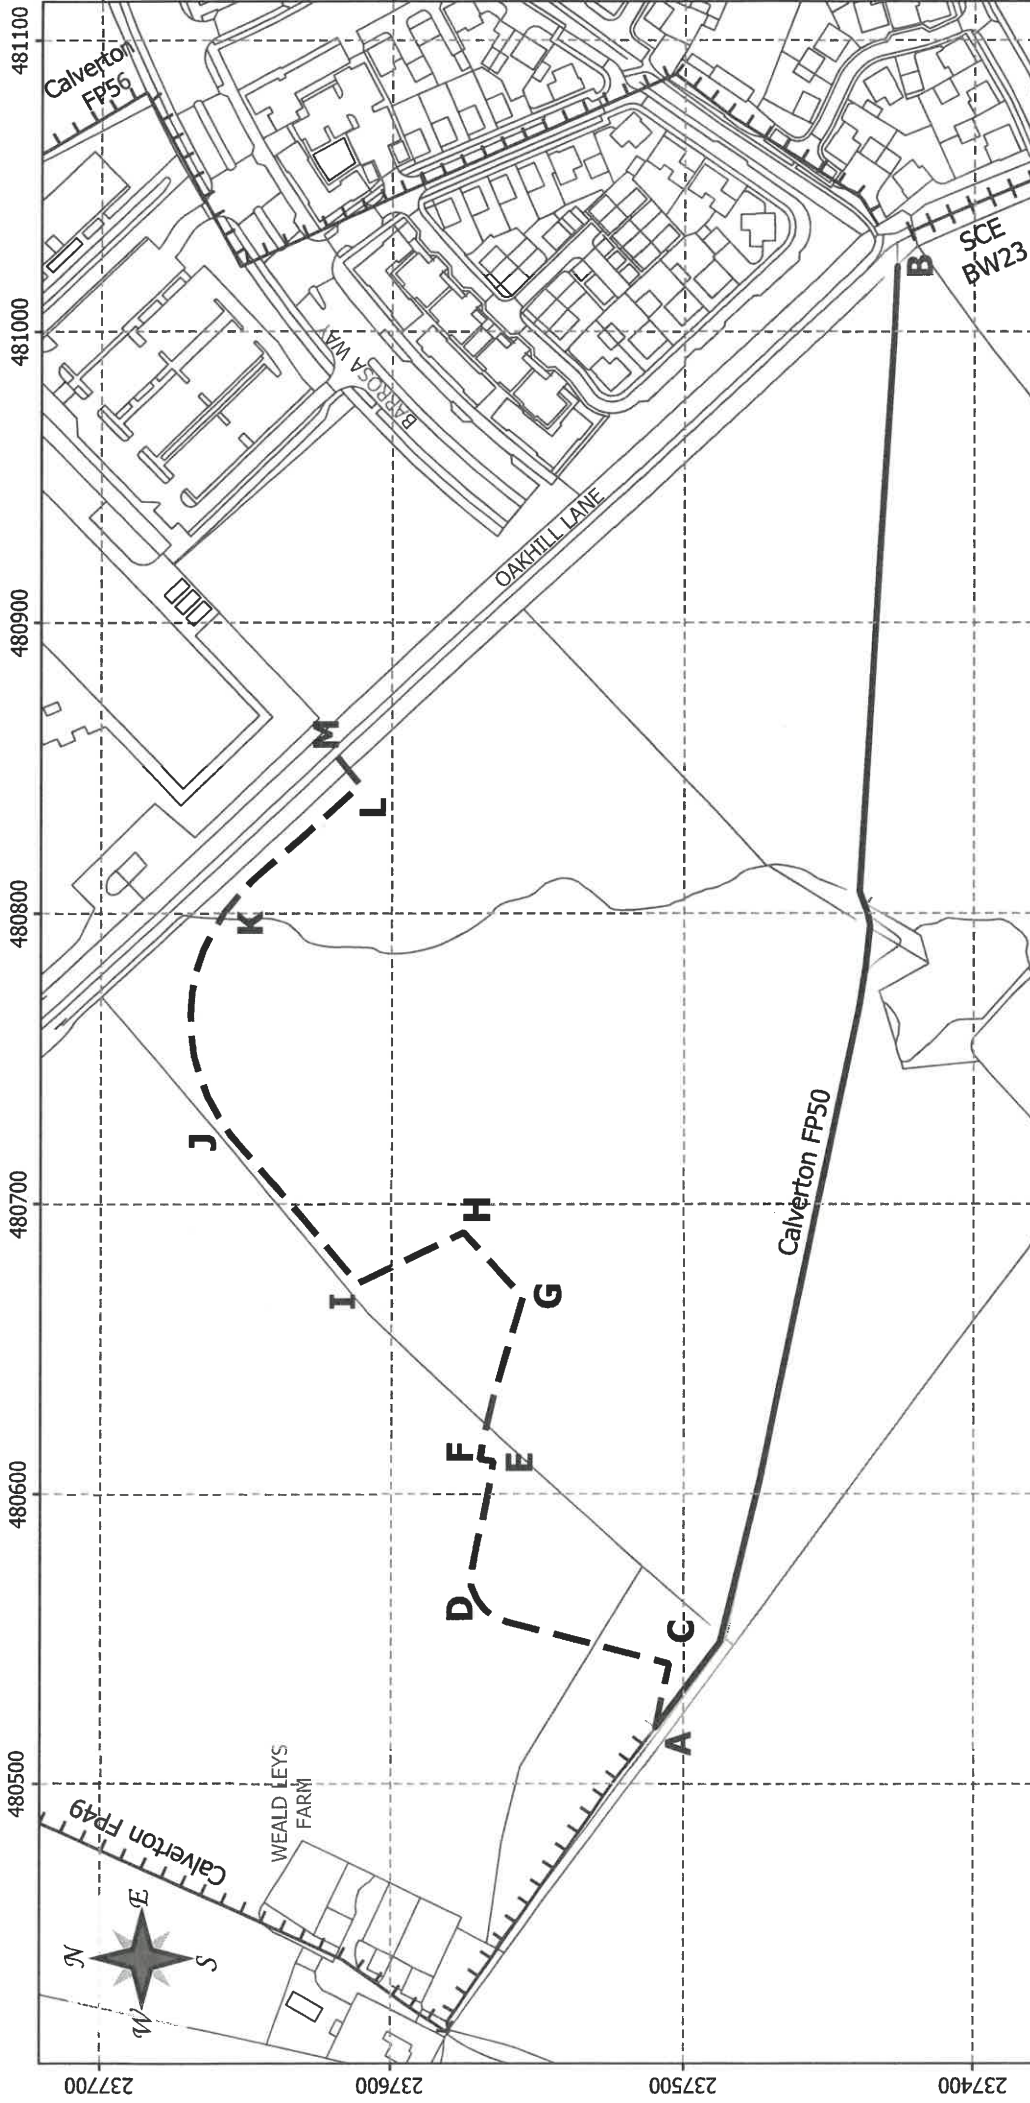 480500
480600
480700
480800
480900
481000
481100
237700
237600
237500
237400
N
E
S
W
Calverton FP49
WEALD LEYS
FARM
A
C
D
E
F
G
H
I
J
K
L
M
B
Calverton FP50
OAKHILL LANE
BARROSA WAY
Calverton
FP56
SCE
BW23